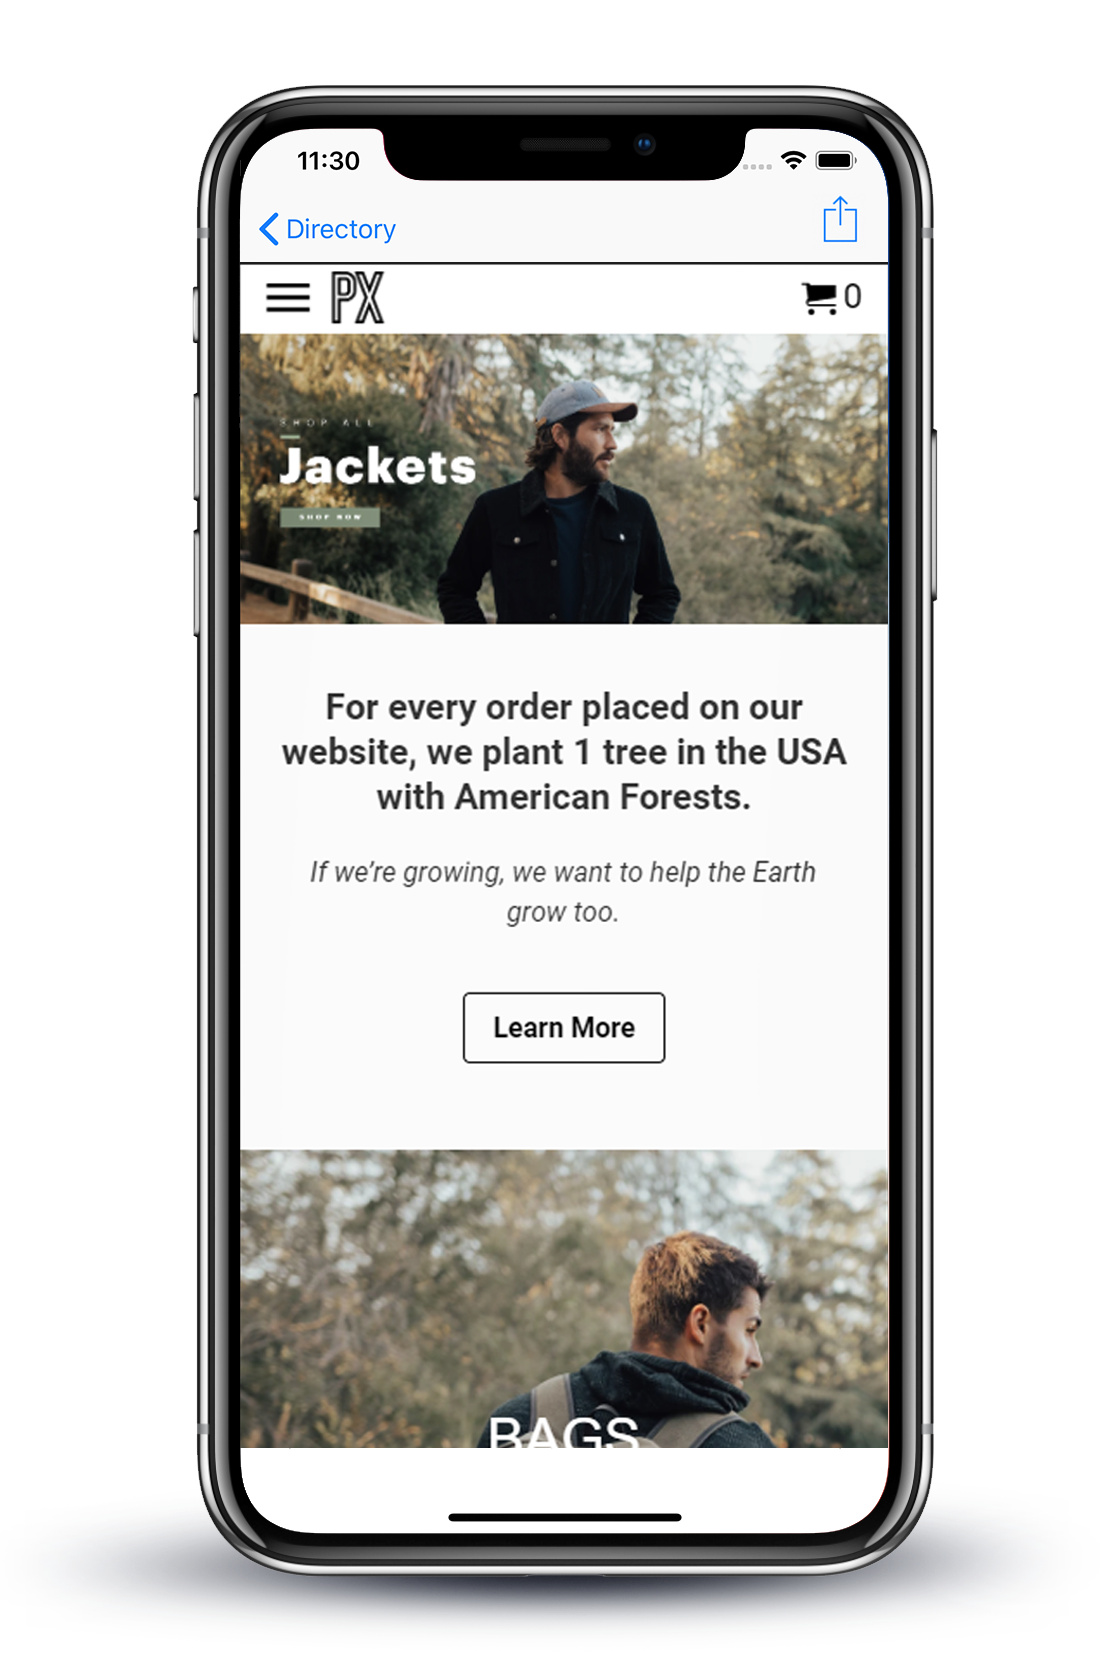 11:30
Directory
PX
0
SHOP ALL
Jackets
SHOP NOW
For every order placed on our
website, we plant 1 tree in the USA
with American Forests.
If we're growing, we want to help the Earth
grow too.
Learn More
BAGS